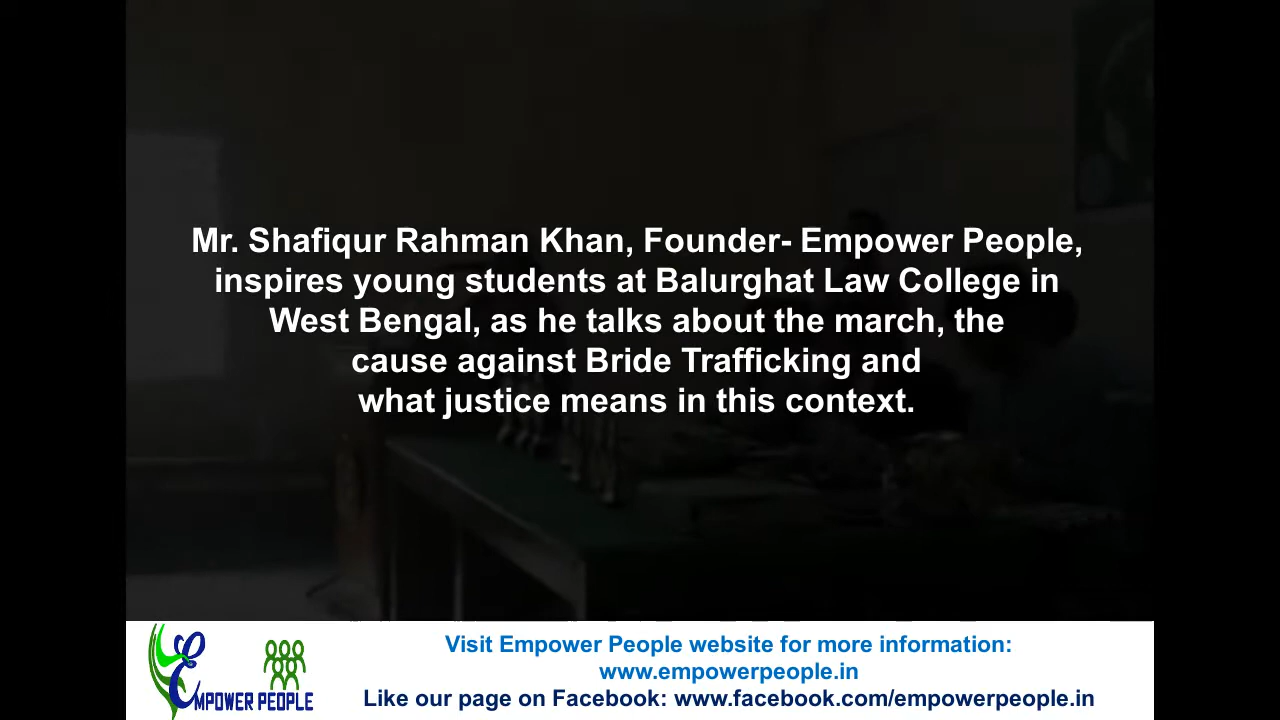 Mr. Shafiqur Rahman Khan, Founder- Empower People,
inspires young students at Balurghat Law College in
West Bengal, as he talks about the march, the
cause against Bride Trafficking and
what justice means in this context.
Visit Empower People website for more information:
www.empowerpeople.in
Like our page on Facebook: www.facebook.com/empowerpeople.in
EMPOWER PEOPLE